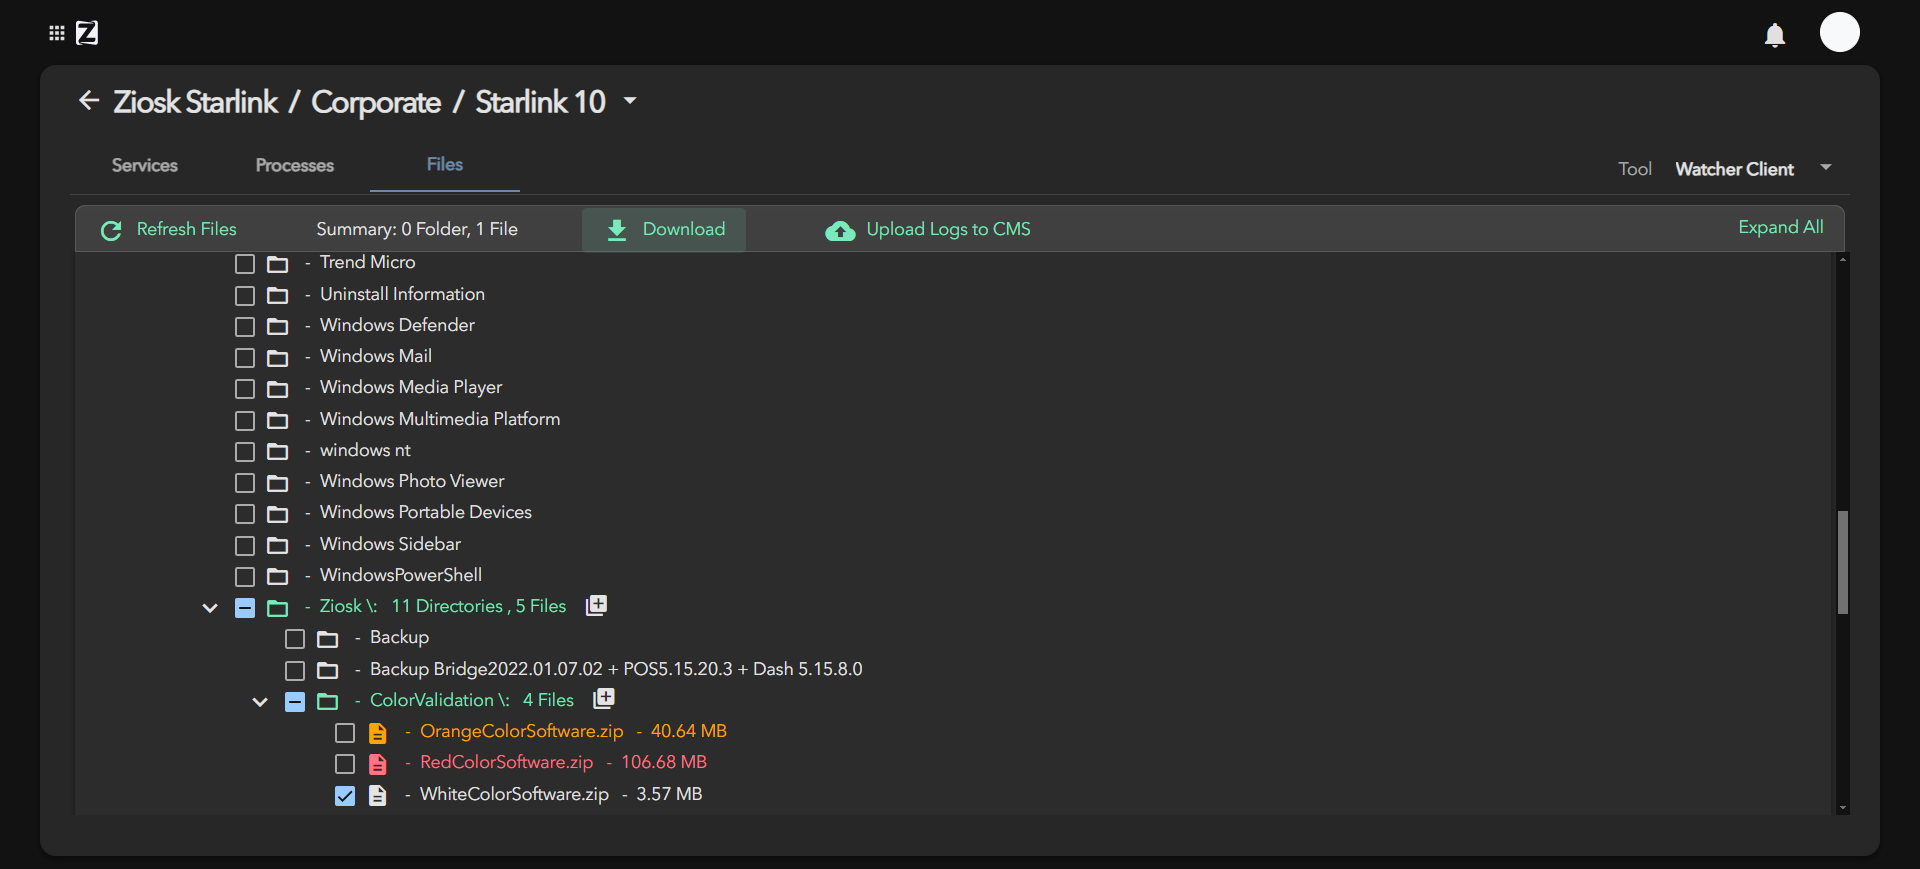 Z
Ziosk Starlink / Corporate / Starlink 10
Services Processes Files Tool Watcher Client
Refresh Files Summary: 0 Folder, 1 File Download Upload Logs to CMS Expand All
- Trend Micro
- Uninstall Information
- Windows Defender
- Windows Mail
- Windows Media Player
- Windows Multimedia Platform
- windows nt
- Windows Photo Viewer
- Windows Portable Devices
- Windows Sidebar
- WindowsPowerShell
- Ziosk \: 11 Directories , 5 Files
- Backup
- Backup Bridge2022.01.07.02 + POS5.15.20.3 + Dash 5.15.8.0
- ColorValidation \: 4 Files
- OrangeColorSoftware.zip - 40.64 MB
- RedColorSoftware.zip - 106.68 MB
- WhiteColorSoftware.zip - 3.57 MB